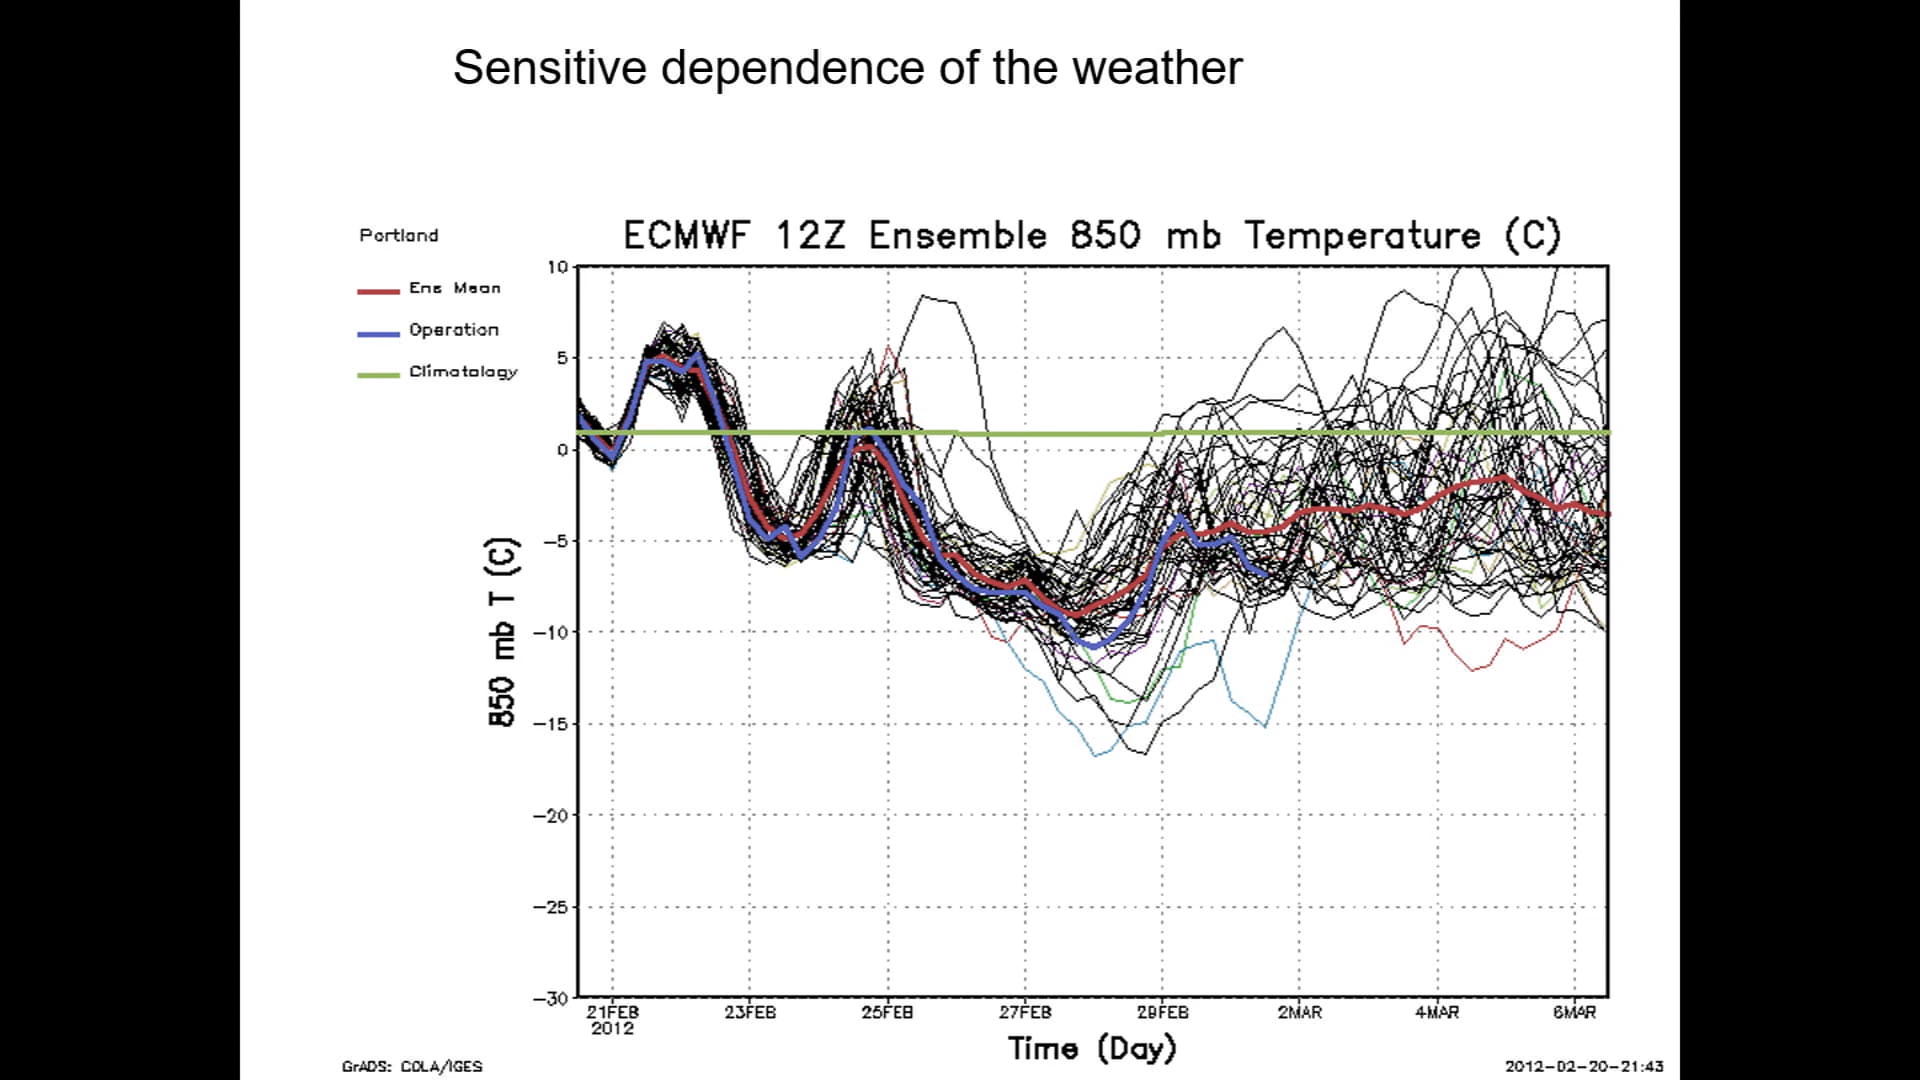 Sensitive dependence of the weather
Portland
ECMWF 12Z Ensemble 850 mb Temperature (C)
Ens Mean
Operation
Climatology
10
5
0
−5
−10
−15
−20
−25
−30
850 mb T (C)
21FEB 23FEB 25FEB 27FEB 29FEB 2MAR 4MAR 6MAR
2012
Time (Day)
GrADS: COLA/IGES
2012−02−20−21:43